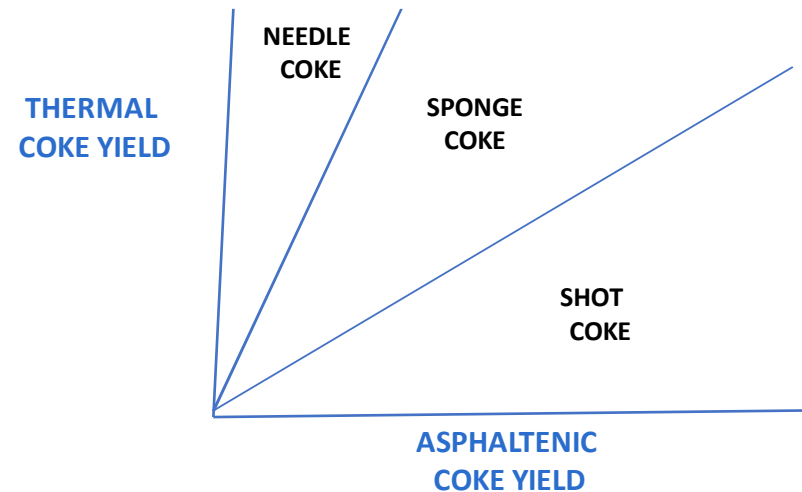 NEEDLE
COKE
THERMAL
COKE YIELD
SPONGE
COKE
SHOT
COKE
ASPHALTENIC
COKE YIELD